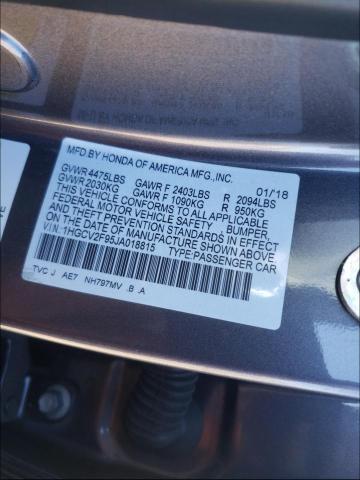 MFD BY HONDA OF AMERICA MFG., INC. 01/18
GVWR 4475LBS GAWR F 2403LBS R 2094LBS
GVWR 2030KG GAWR F 1090KG R 950KG
THIS VEHICLE CONFORMS TO ALL APPLICABLE
FEDERAL MOTOR VEHICLE SAFETY, BUMPER,
AND THEFT PREVENTION STANDARDS IN EFFECT
ON THE DATE OF MANUFACTURE SHOWN ABOVE.
V.I.N: 1HGCV2F95JA018815 TYPE:PASSENGER CAR
TVC J AE7 NH797MV .B .A